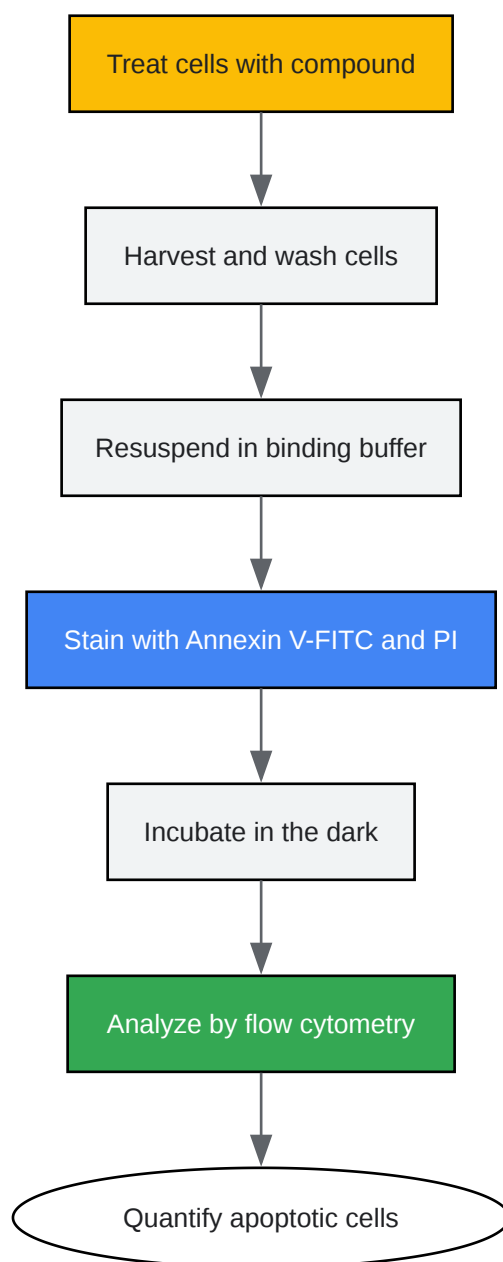 Treat cells with compound
Harvest and wash cells
Resuspend in binding buffer
Stain with Annexin V-FITC and PI
Incubate in the dark
Analyze by flow cytometry
Quantify apoptotic cells